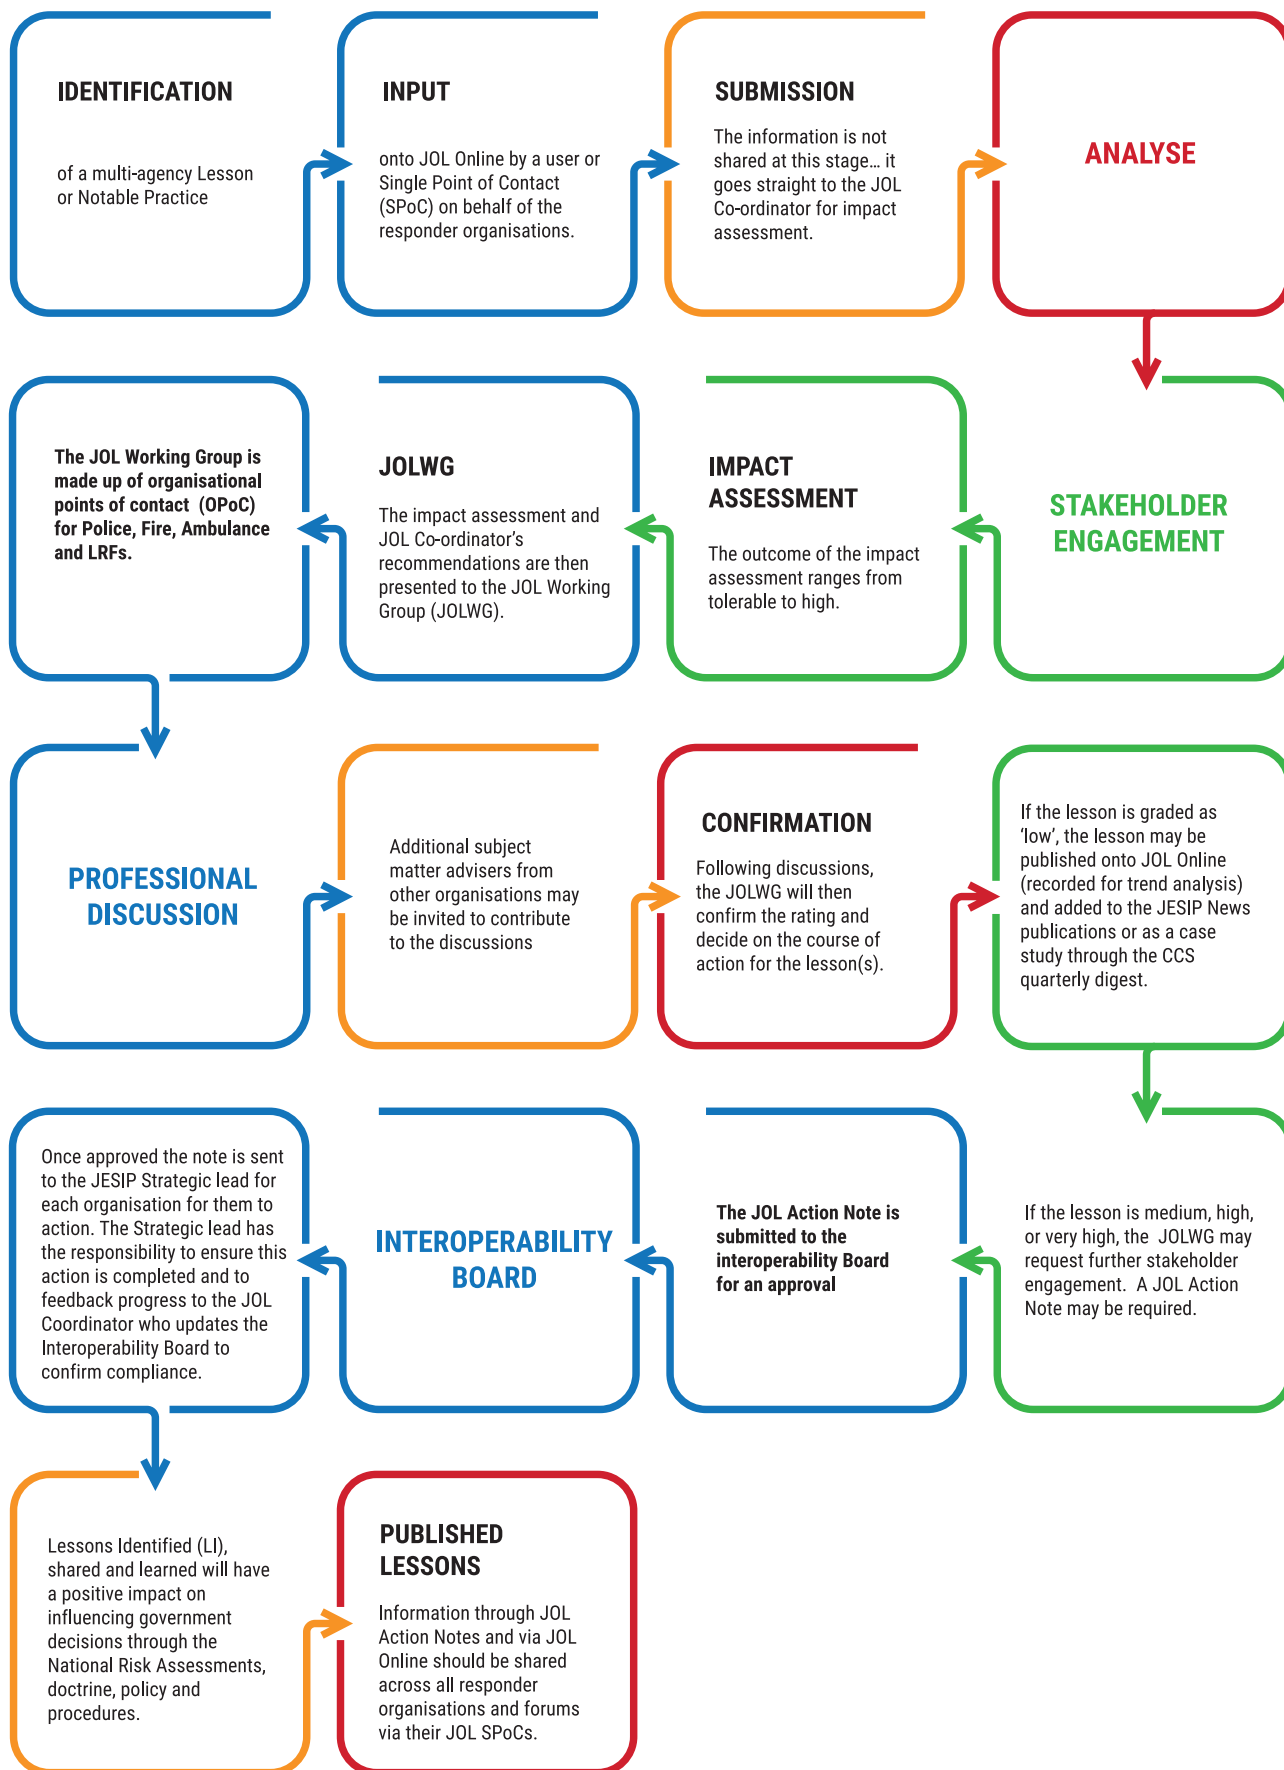 IDENTIFICATION
of a multi-agency Lesson
or Notable Practice
INPUT
onto JOL Online by a user or
Single Point of Contact
(SPoC) on behalf of the
responder organisations.
SUBMISSION
The information is not
shared at this stage... it
goes straight to the JOL
Co-ordinator for impact
assessment.
ANALYSE
STAKEHOLDER
ENGAGEMENT
IMPACT
ASSESSMENT
The outcome of the impact
assessment ranges from
tolerable to high.
JOLWG
The impact assessment and
JOL Co-ordinator's
recommendations are then
presented to the JOL Working
Group (JOLWG).
The JOL Working Group is
made up of organisational
points of contact (OPoC)
for Police, Fire, Ambulance
and LRFs.
PROFESSIONAL
DISCUSSION
Additional subject
matter advisers from
other organisations may
be invited to contribute
to the discussions
CONFIRMATION
Following discussions,
the JOLWG will then
confirm the rating and
decide on the course of
action for the lesson(s).
If the lesson is graded as
'low', the lesson may be
published onto JOL Online
(recorded for trend analysis)
and added to the JESIP News
publications or as a case
study through the CCS
quarterly digest.
If the lesson is medium, high,
or very high, the JOLWG may
request further stakeholder
engagement. A JOL Action
Note may be required.
The JOL Action Note is
submitted to the
interoperability Board
for an approval
INTEROPERABILITY
BOARD
Once approved the note is sent
to the JESIP Strategic lead for
each organisation for them to
action. The Strategic lead has
the responsibility to ensure this
action is completed and to
feedback progress to the JOL
Coordinator who updates the
Interoperability Board to
confirm compliance.
Lessons Identified (LI),
shared and learned will have
a positive impact on
influencing government
decisions through the
National Risk Assessments,
doctrine, policy and
procedures.
PUBLISHED
LESSONS
Information through JOL
Action Notes and via JOL
Online should be shared
across all responder
organisations and forums
via their JOL SPoCs.